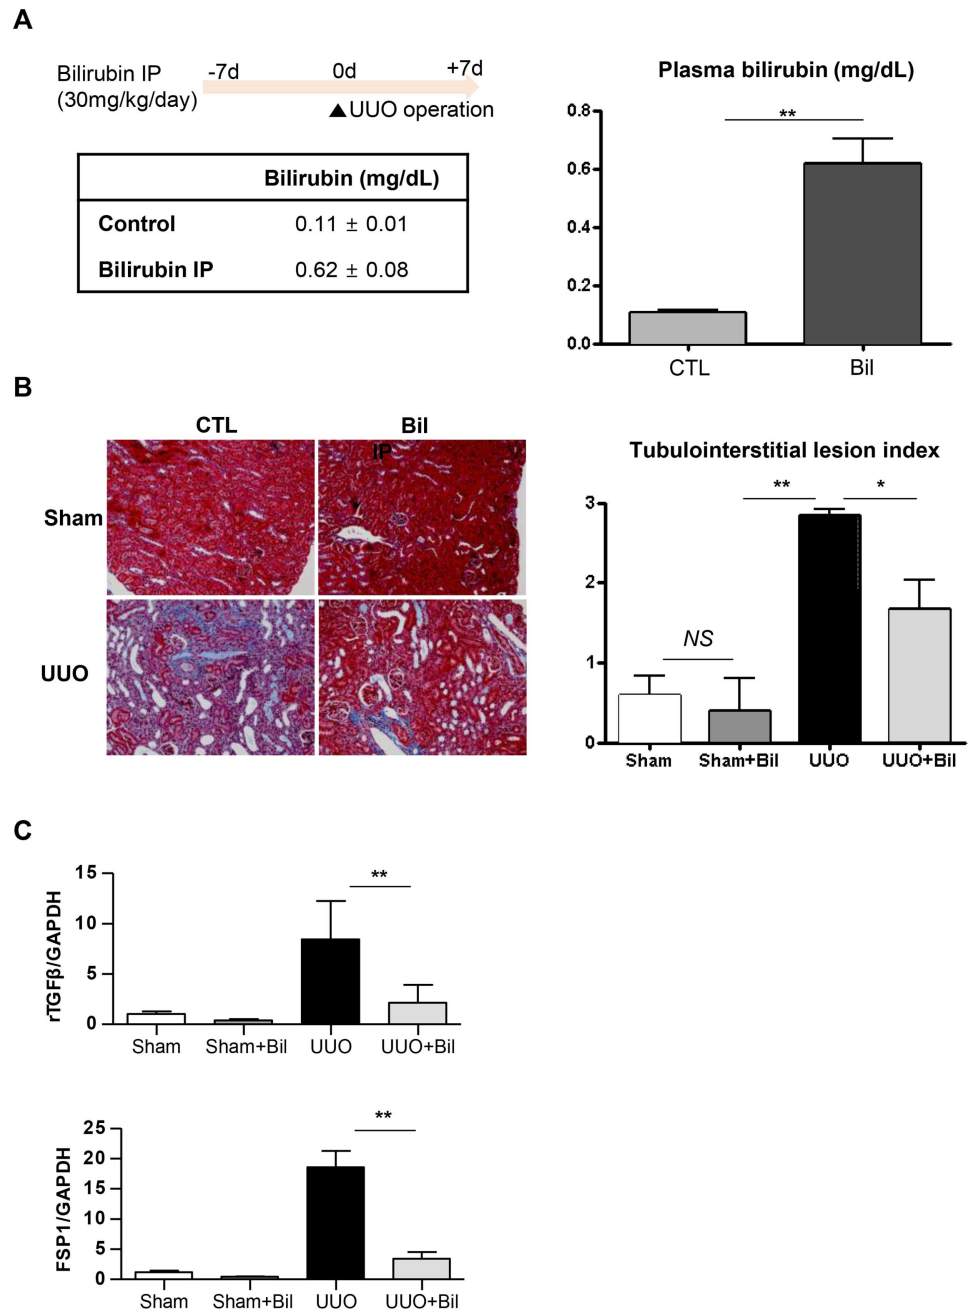 A
Bilirubin IP
(30mg/kg/day)
-7d 0d +7d
▲UUO operation
Bilirubin (mg/dL)
Control 0.11 ± 0.01
Bilirubin IP 0.62 ± 0.08
Plasma bilirubin (mg/dL)
**
0.8
0.6
0.4
0.2
0.0
CTL Bil
B
CTL Bil
IP
Sham
UUO
Tubulointerstitial lesion index
** *
NS
3
2
1
0
Sham Sham+Bil UUO UUO+Bil
C
rTGFβ/GAPDH
**
15
10
5
0
Sham Sham+Bil UUO UUO+Bil
FSP1/GAPDH
**
25
20
15
10
5
0
Sham Sham+Bil UUO UUO+Bil